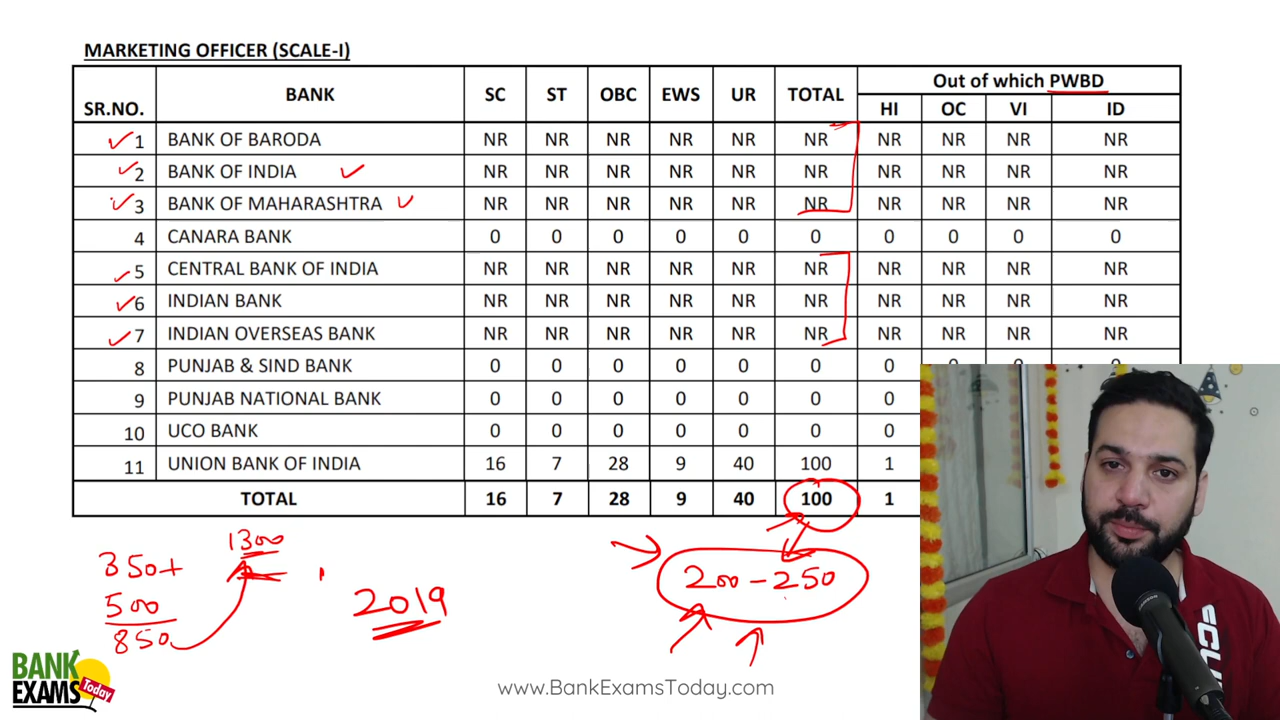 MARKETING OFFICER (SCALE-I)
SR.NO. BANK SC ST OBC EWS UR TOTAL Out of which PWBD
HI OC VI ID
1 BANK OF BARODA NR NR NR NR NR NR NR NR NR NR
2 BANK OF INDIA NR NR NR NR NR NR NR NR NR NR
3 BANK OF MAHARASHTRA NR NR NR NR NR NR NR NR NR NR
4 CANARA BANK 0 0 0 0 0 0 0 0 0 0
5 CENTRAL BANK OF INDIA NR NR NR NR NR NR NR NR NR NR
6 INDIAN BANK NR NR NR NR NR NR NR NR NR NR
7 INDIAN OVERSEAS BANK NR NR NR NR NR NR NR NR NR NR
8 PUNJAB & SIND BANK 0 0 0 0 0 0 0 0 0 0
9 PUNJAB NATIONAL BANK 0 0 0 0 0 0 0
10 UCO BANK 0 0 0 0 0 0 0
11 UNION BANK OF INDIA 16 7 28 9 40 100 1
TOTAL 16 7 28 9 40 100 1
1300
350+
500
850
2019
200-250
BANK
EXAMS
Today
www.BankExamsToday.com